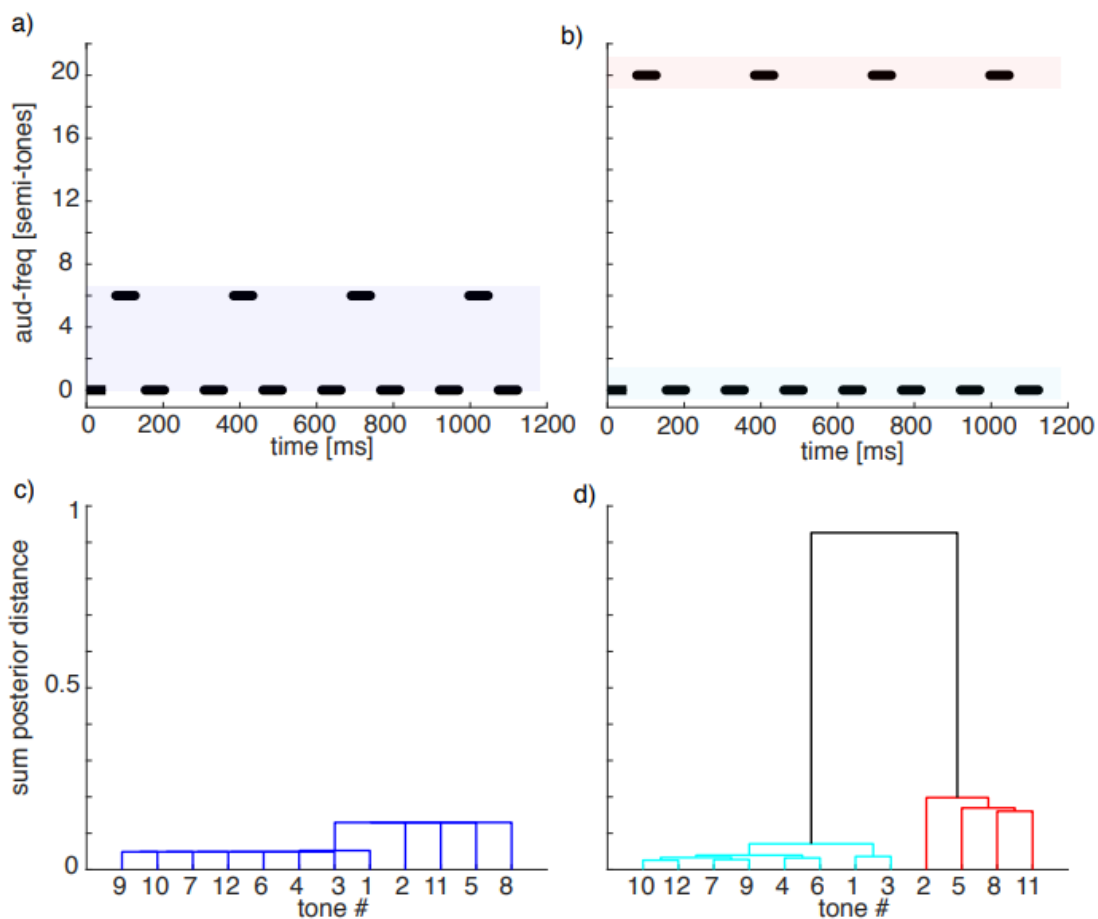 a)
b)
aud-freq [semi-tones]
20
16
12
8
4
0
0 200 400 600 800 1000 1200
time [ms]
0 200 400 600 800 1000 1200
time [ms]
c)
d)
sum posterior distance
1
0.5
0
9 10 7 12 6 4 3 1 2 11 5 8
tone #
10 12 7 9 4 6 1 3 2 5 8 11
tone #